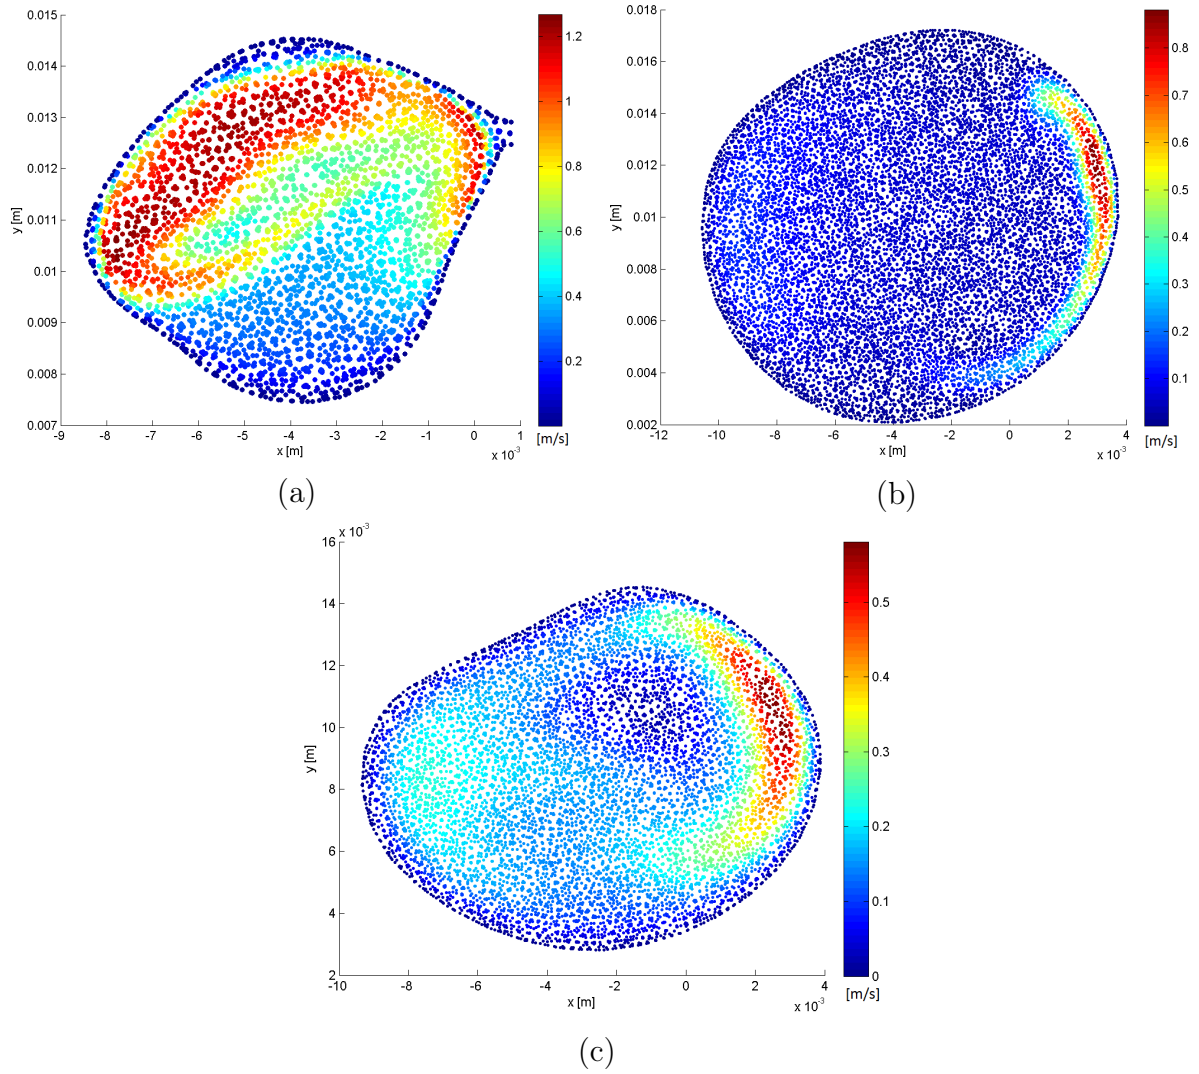 0.015
0.014
0.013
0.012
0.011
0.01
0.009
0.008
0.007
y [m]
-9 -8 -7 -6 -5 -4 -3 -2 -1 0 1
x [m]
x 10-3
1.2
1
0.8
0.6
0.4
0.2
[m/s]
(a)
0.018
0.016
0.014
0.012
0.01
0.008
0.006
0.004
0.002
y [m]
-12 -10 -8 -6 -4 -2 0 2 4
x [m]
x 10-3
0.8
0.7
0.6
0.5
0.4
0.3
0.2
0.1
[m/s]
(b)
x 10-3
16
14
12
10
8
6
4
2
y [m]
-10 -8 -6 -4 -2 0 2 4
x [m]
x 10-3
0.5
0.4
0.3
0.2
0.1
0
[m/s]
(c)